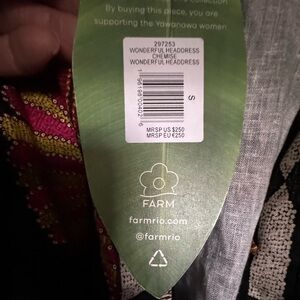 collection
By buying this piece, you are
supporting the Yawanawa women
297253
WONDERFUL HEADDRESS
CHEMISE
WONDERFUL HEADDRESS
S
MRSP US $250
MRSP EU €250
FARM
farmrio.com
@farmrio